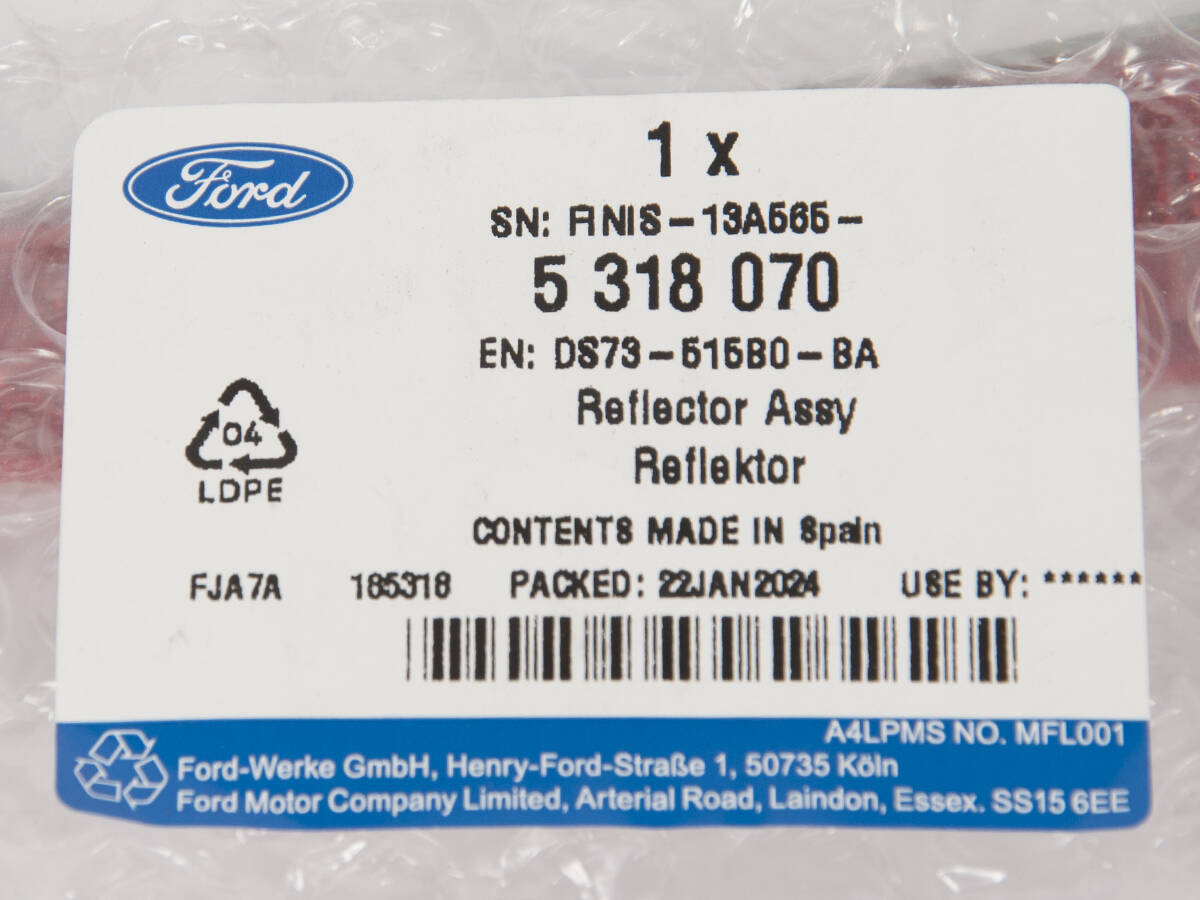 Ford
1 x
SN: FINIS-13A565-
5 318 070
EN: DS73-515B0-BA
Reflector Assy
Reflektor
04
LDPE
CONTENTS MADE IN Spain
FJA7A 185318 PACKED: 22JAN2024 USE BY: ******
A4LPMS NO. MFL001
Ford-Werke GmbH, Henry-Ford-Straße 1, 50735 Köln
Ford Motor Company Limited, Arterial Road, Laindon, Essex. SS15 6EE